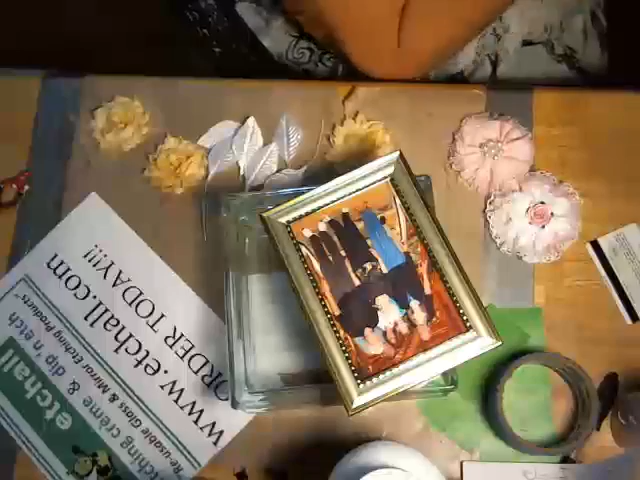 ORDER TODAY!!!
www.etchall.com
Re-usable Glass & Mirror Etching Products"
etching crème & dip 'n etch
etchall